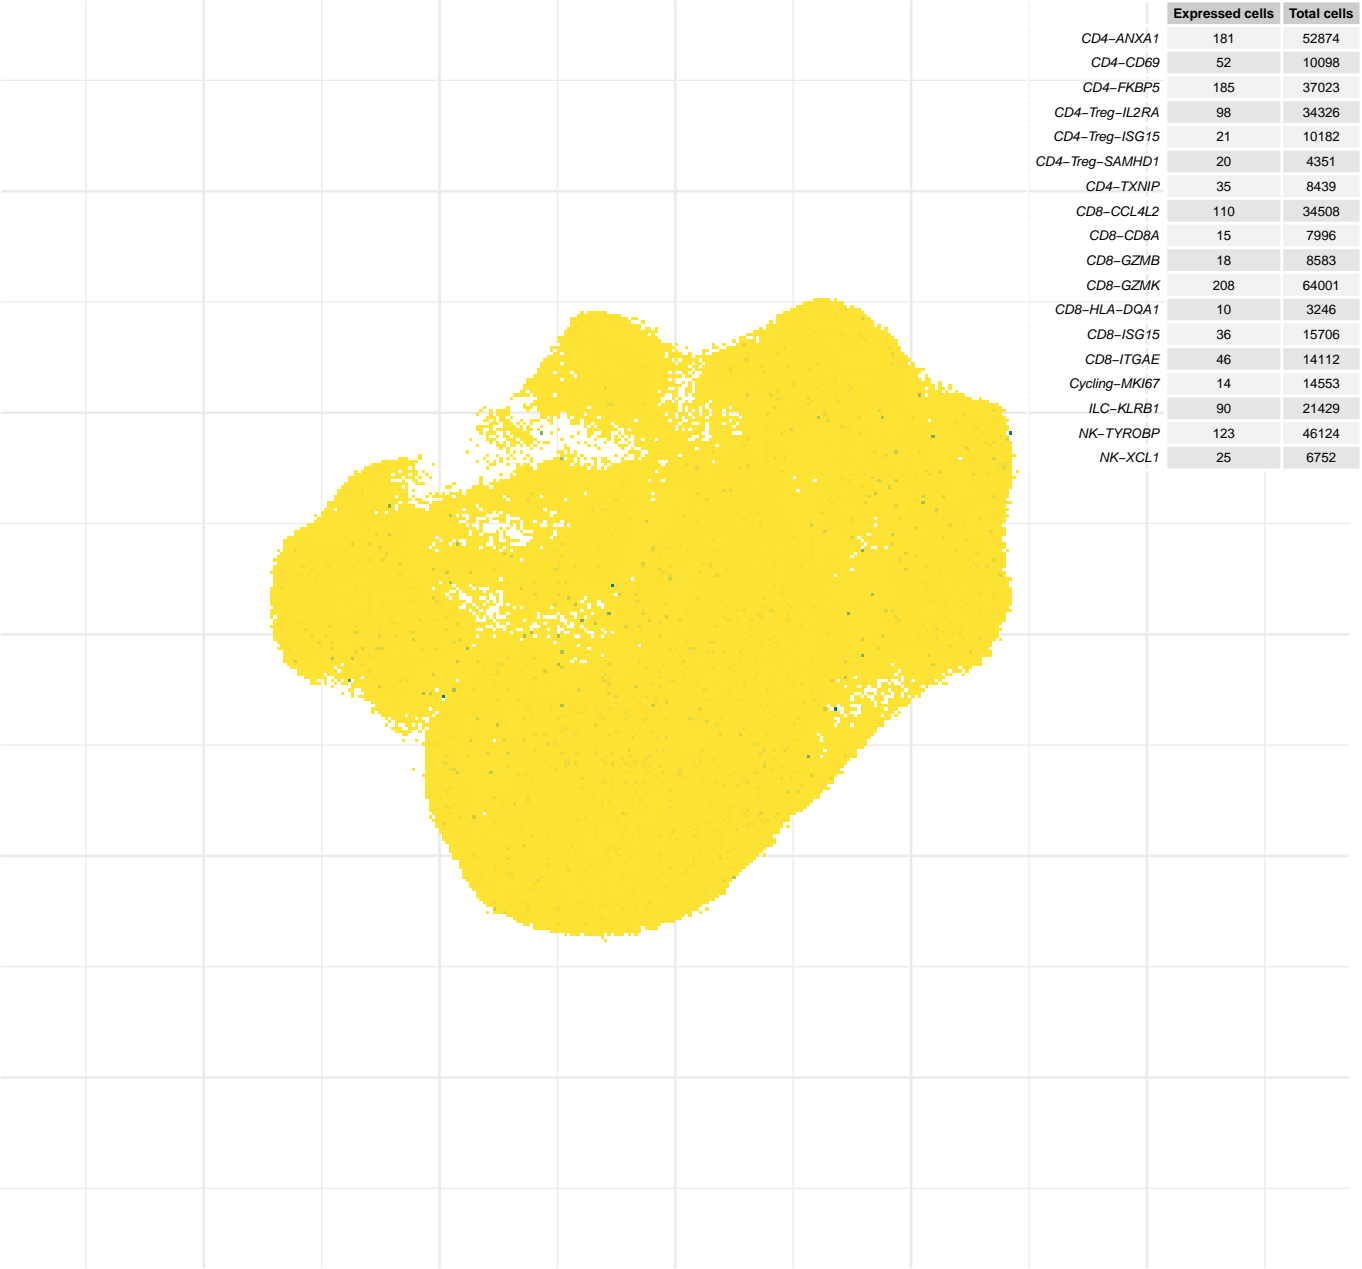 Expressed cells Total cells
CD4−ANXA1 181 52874
CD4−CD69 52 10098
CD4−FKBP5 185 37023
CD4−Treg−IL2RA 98 34326
CD4−Treg−ISG15 21 10182
CD4−Treg−SAMHD1 20 4351
CD4−TXNIP 35 8439
CD8−CCL4L2 110 34508
CD8−CD8A 15 7996
CD8−GZMB 18 8583
CD8−GZMK 208 64001
CD8−HLA−DQA1 10 3246
CD8−ISG15 36 15706
CD8−ITGAE 46 14112
Cycling−MKI67 14 14553
ILC−KLRB1 90 21429
NK−TYROBP 123 46124
NK−XCL1 25 6752